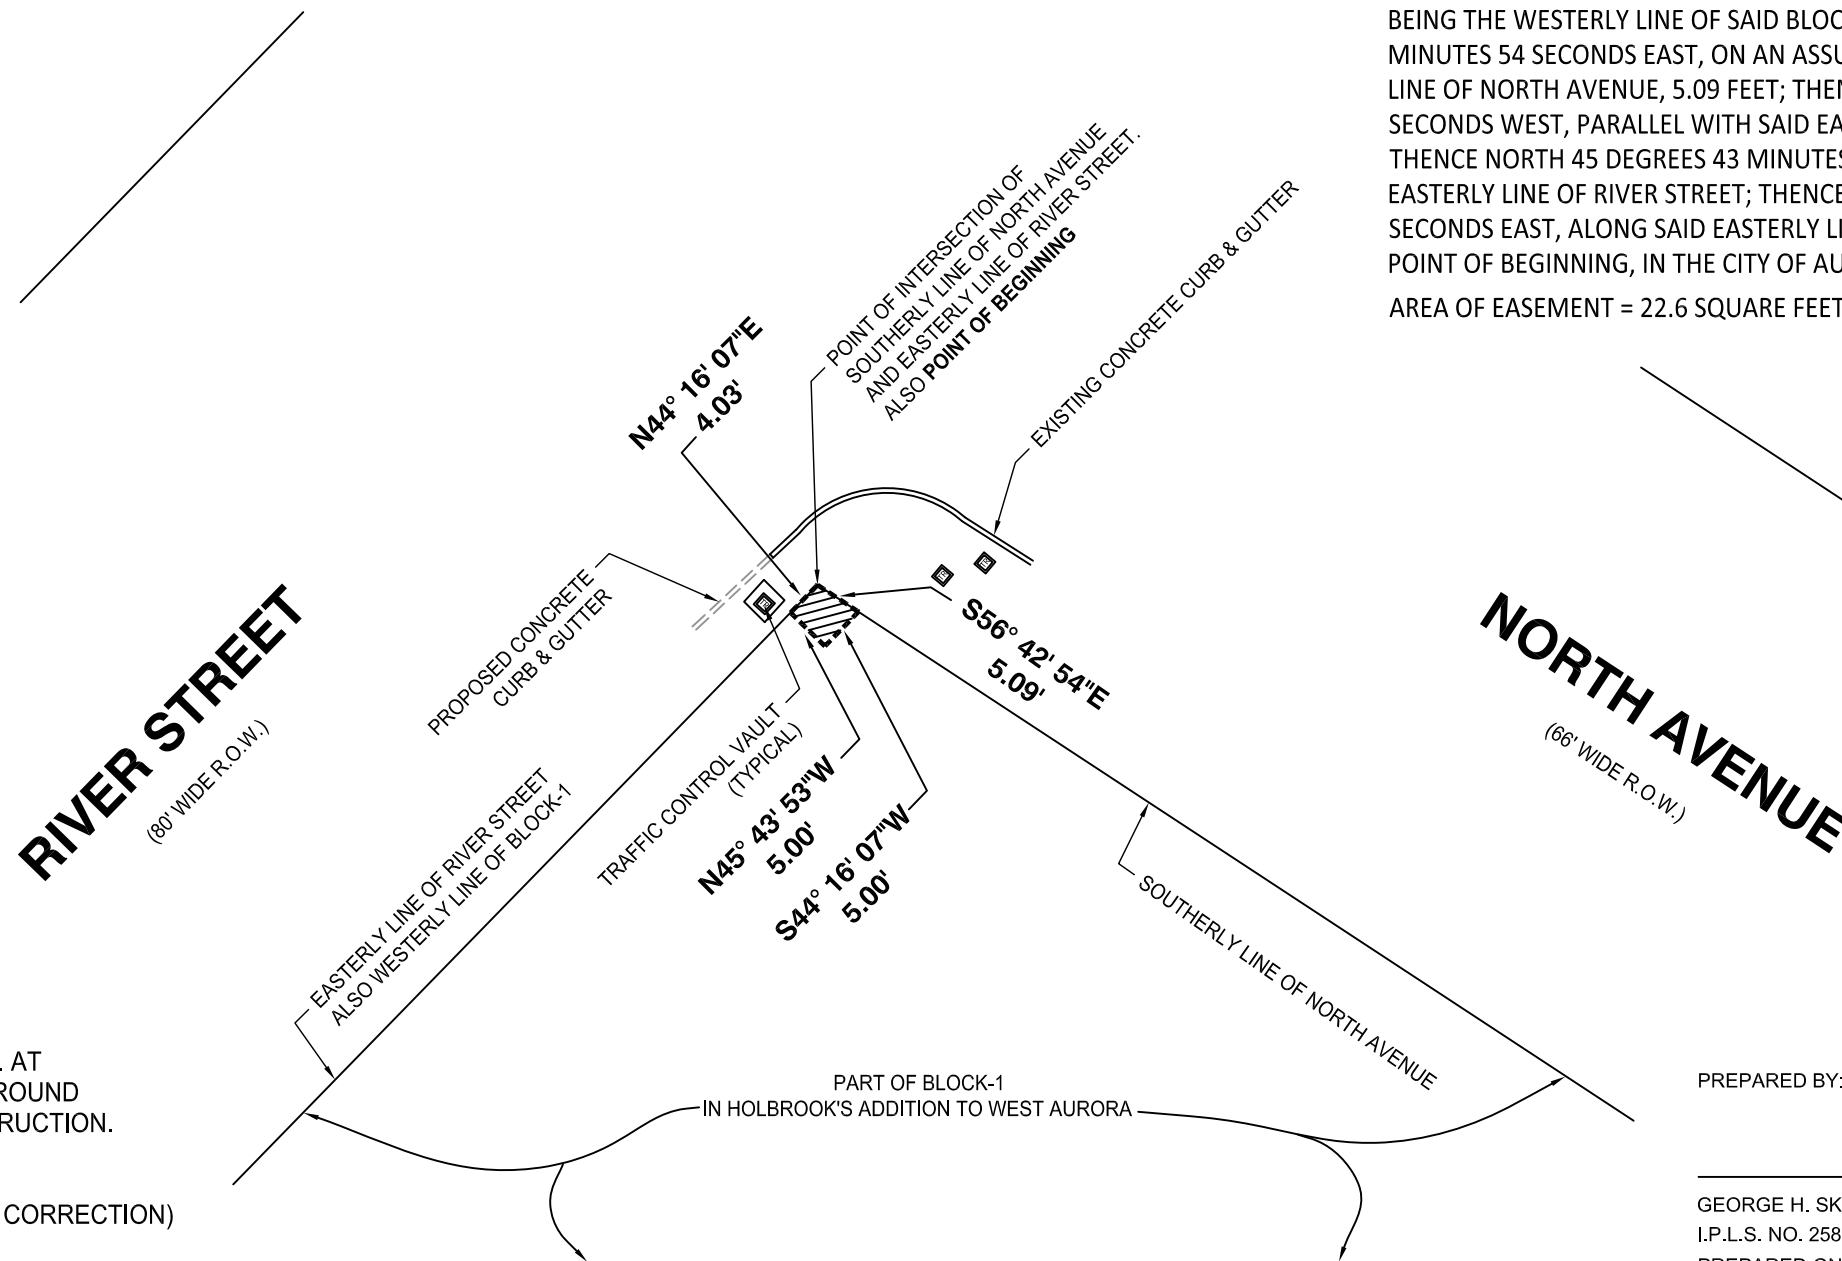 BEING THE WESTERLY LINE OF SAID BLOC
MINUTES 54 SECONDS EAST, ON AN ASSU
LINE OF NORTH AVENUE, 5.09 FEET; THEN
SECONDS WEST, PARALLEL WITH SAID EA
THENCE NORTH 45 DEGREES 43 MINUTES
EASTERLY LINE OF RIVER STREET; THENCE
SECONDS EAST, ALONG SAID EASTERLY LI
POINT OF BEGINNING, IN THE CITY OF AU
AREA OF EASEMENT = 22.6 SQUARE FEET
POINT OF INTERSECTION OF
SOUTHERLY LINE OF NORTH AVENUE
AND EASTERLY LINE OF RIVER STREET.
ALSO POINT OF BEGINNING
EXISTING CONCRETE CURB & GUTTER
N44° 16' 07"E
4.03'
PROPOSED CONCRETE
CURB & GUTTER
RIVER STREET
(80' WIDE R.O.W.)
TR
TR
TR
S56° 42' 54"E
5.09'
NORTH AVENUE
(66' WIDE R.O.W.)
TRAFFIC CONTROL VAULT
(TYPICAL)
N45° 43' 53"W
5.00'
S44° 16' 07"W
5.00'
EASTERLY LINE OF RIVER STREET
ALSO WESTERLY LINE OF BLOCK-1
SOUTHERLY LINE OF NORTH AVENUE
. AT
ROUND
RUCTION.
CORRECTION)
PART OF BLOCK-1
IN HOLBROOK'S ADDITION TO WEST AURORA
PREPARED BY:
GEORGE H. SK
I.P.L.S. NO. 258
PREPARED ON